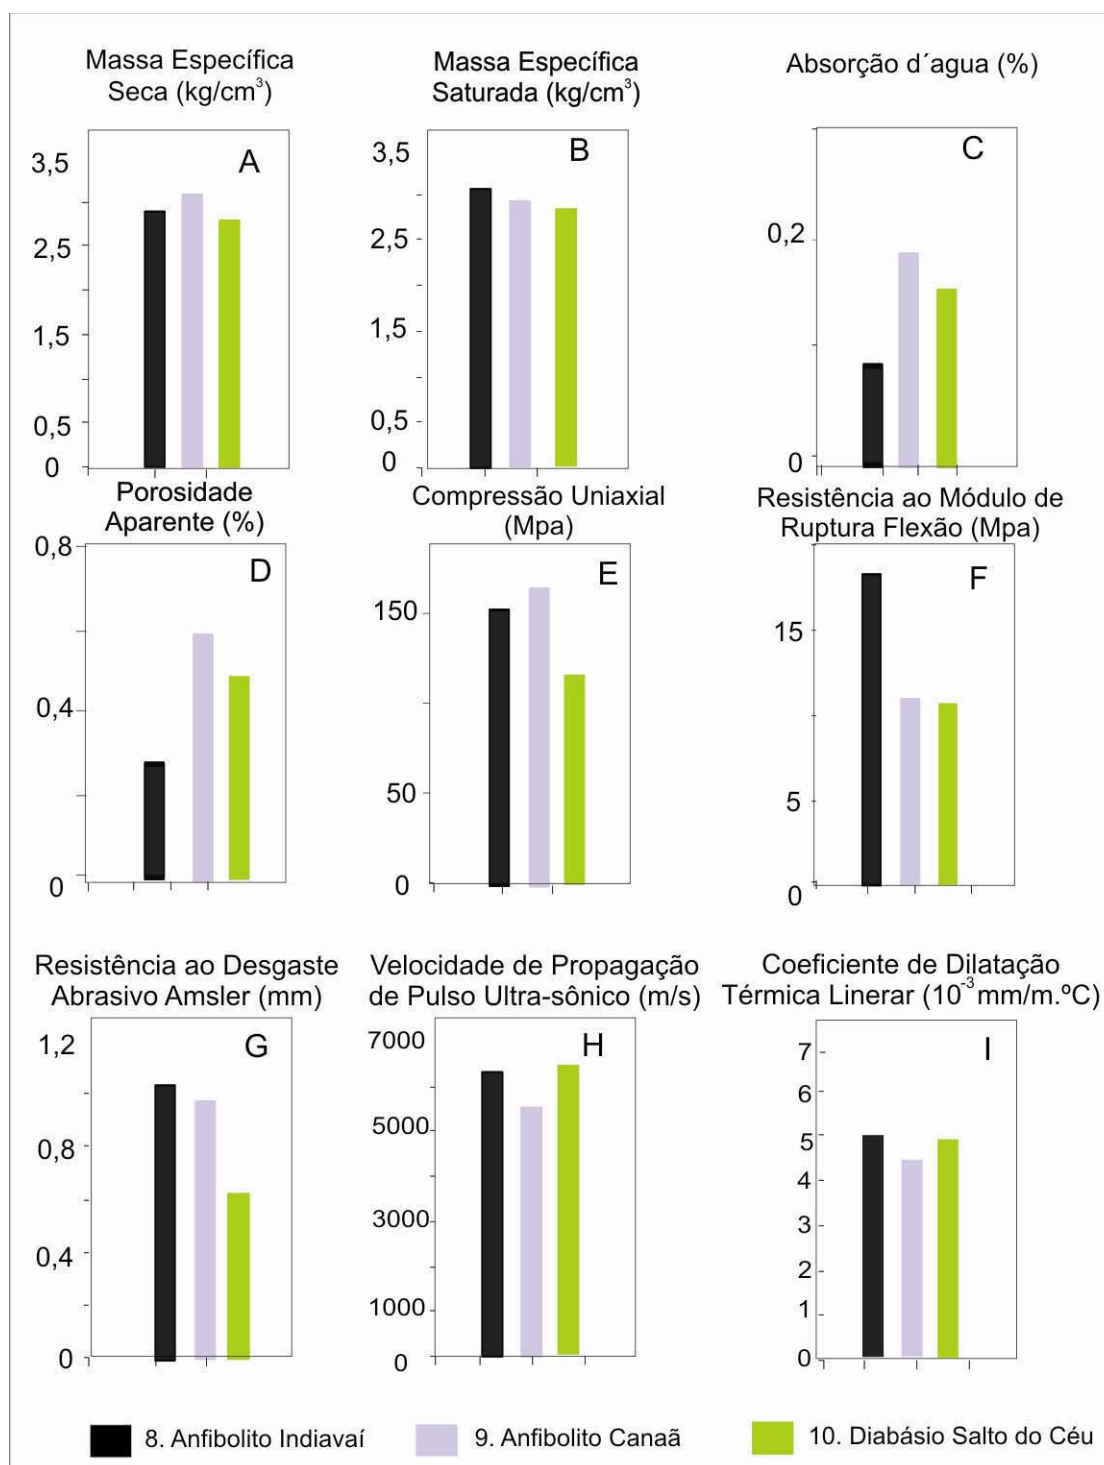 Massa Específica
Seca (kg/cm³)
A
3,5
2,5
1,5
0,5
0
Massa Específica
Saturada (kg/cm³)
B
3,5
2,5
1,5
0,5
0
Absorção d´agua (%)
C
0,2
0
Porosidade
Aparente (%)
D
0,8
0,4
0
Compressão Uniaxial
(Mpa)
E
150
50
0
Resistência ao Módulo de
Ruptura Flexão (Mpa)
F
15
5
0
Resistência ao Desgaste
Abrasivo Amsler (mm)
G
1,2
0,8
0,4
0
Velocidade de Propagação
de Pulso Ultra-sônico (m/s)
H
7000
5000
3000
1000
0
Coeficiente de Dilatação
Térmica Linerar (10⁻³ mm/m.ºC)
I
7
6
5
4
3
2
1
0
8. Anfibolito Indiavaí
9. Anfibolito Canaã
10. Diabásio Salto do Céu